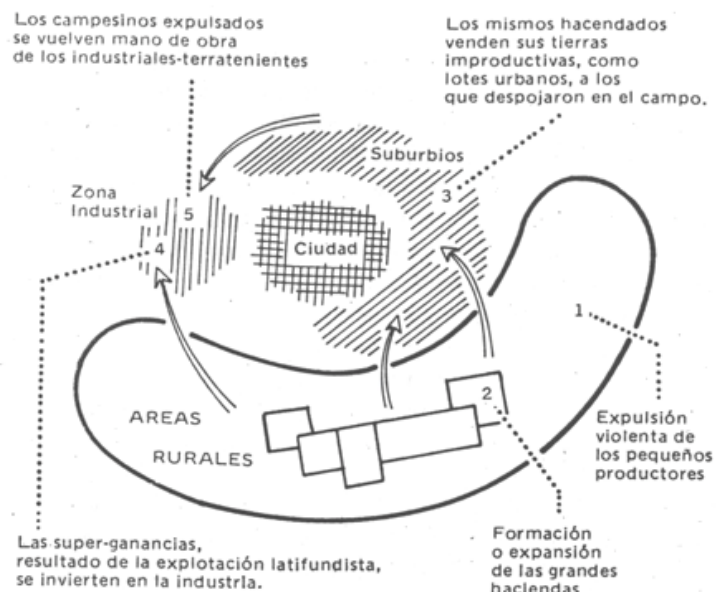 Los campesinos expulsados
se vuelven mano de obra
de los industriales-terratenientes
Los mismos hacendados
venden sus tierras
improductivas, como
lotes urbanos, a los
que despojaron en el campo.
Suburbios
3
Zona
Industrial
5
4
Ciudad
1
2
AREAS
RURALES
Expulsión
violenta de
los pequeños
productores
Las super-ganancias,
resultado de la explotación latifundista,
se invierten en la industria.
Formación
o expansión
de las grandes
haciendas